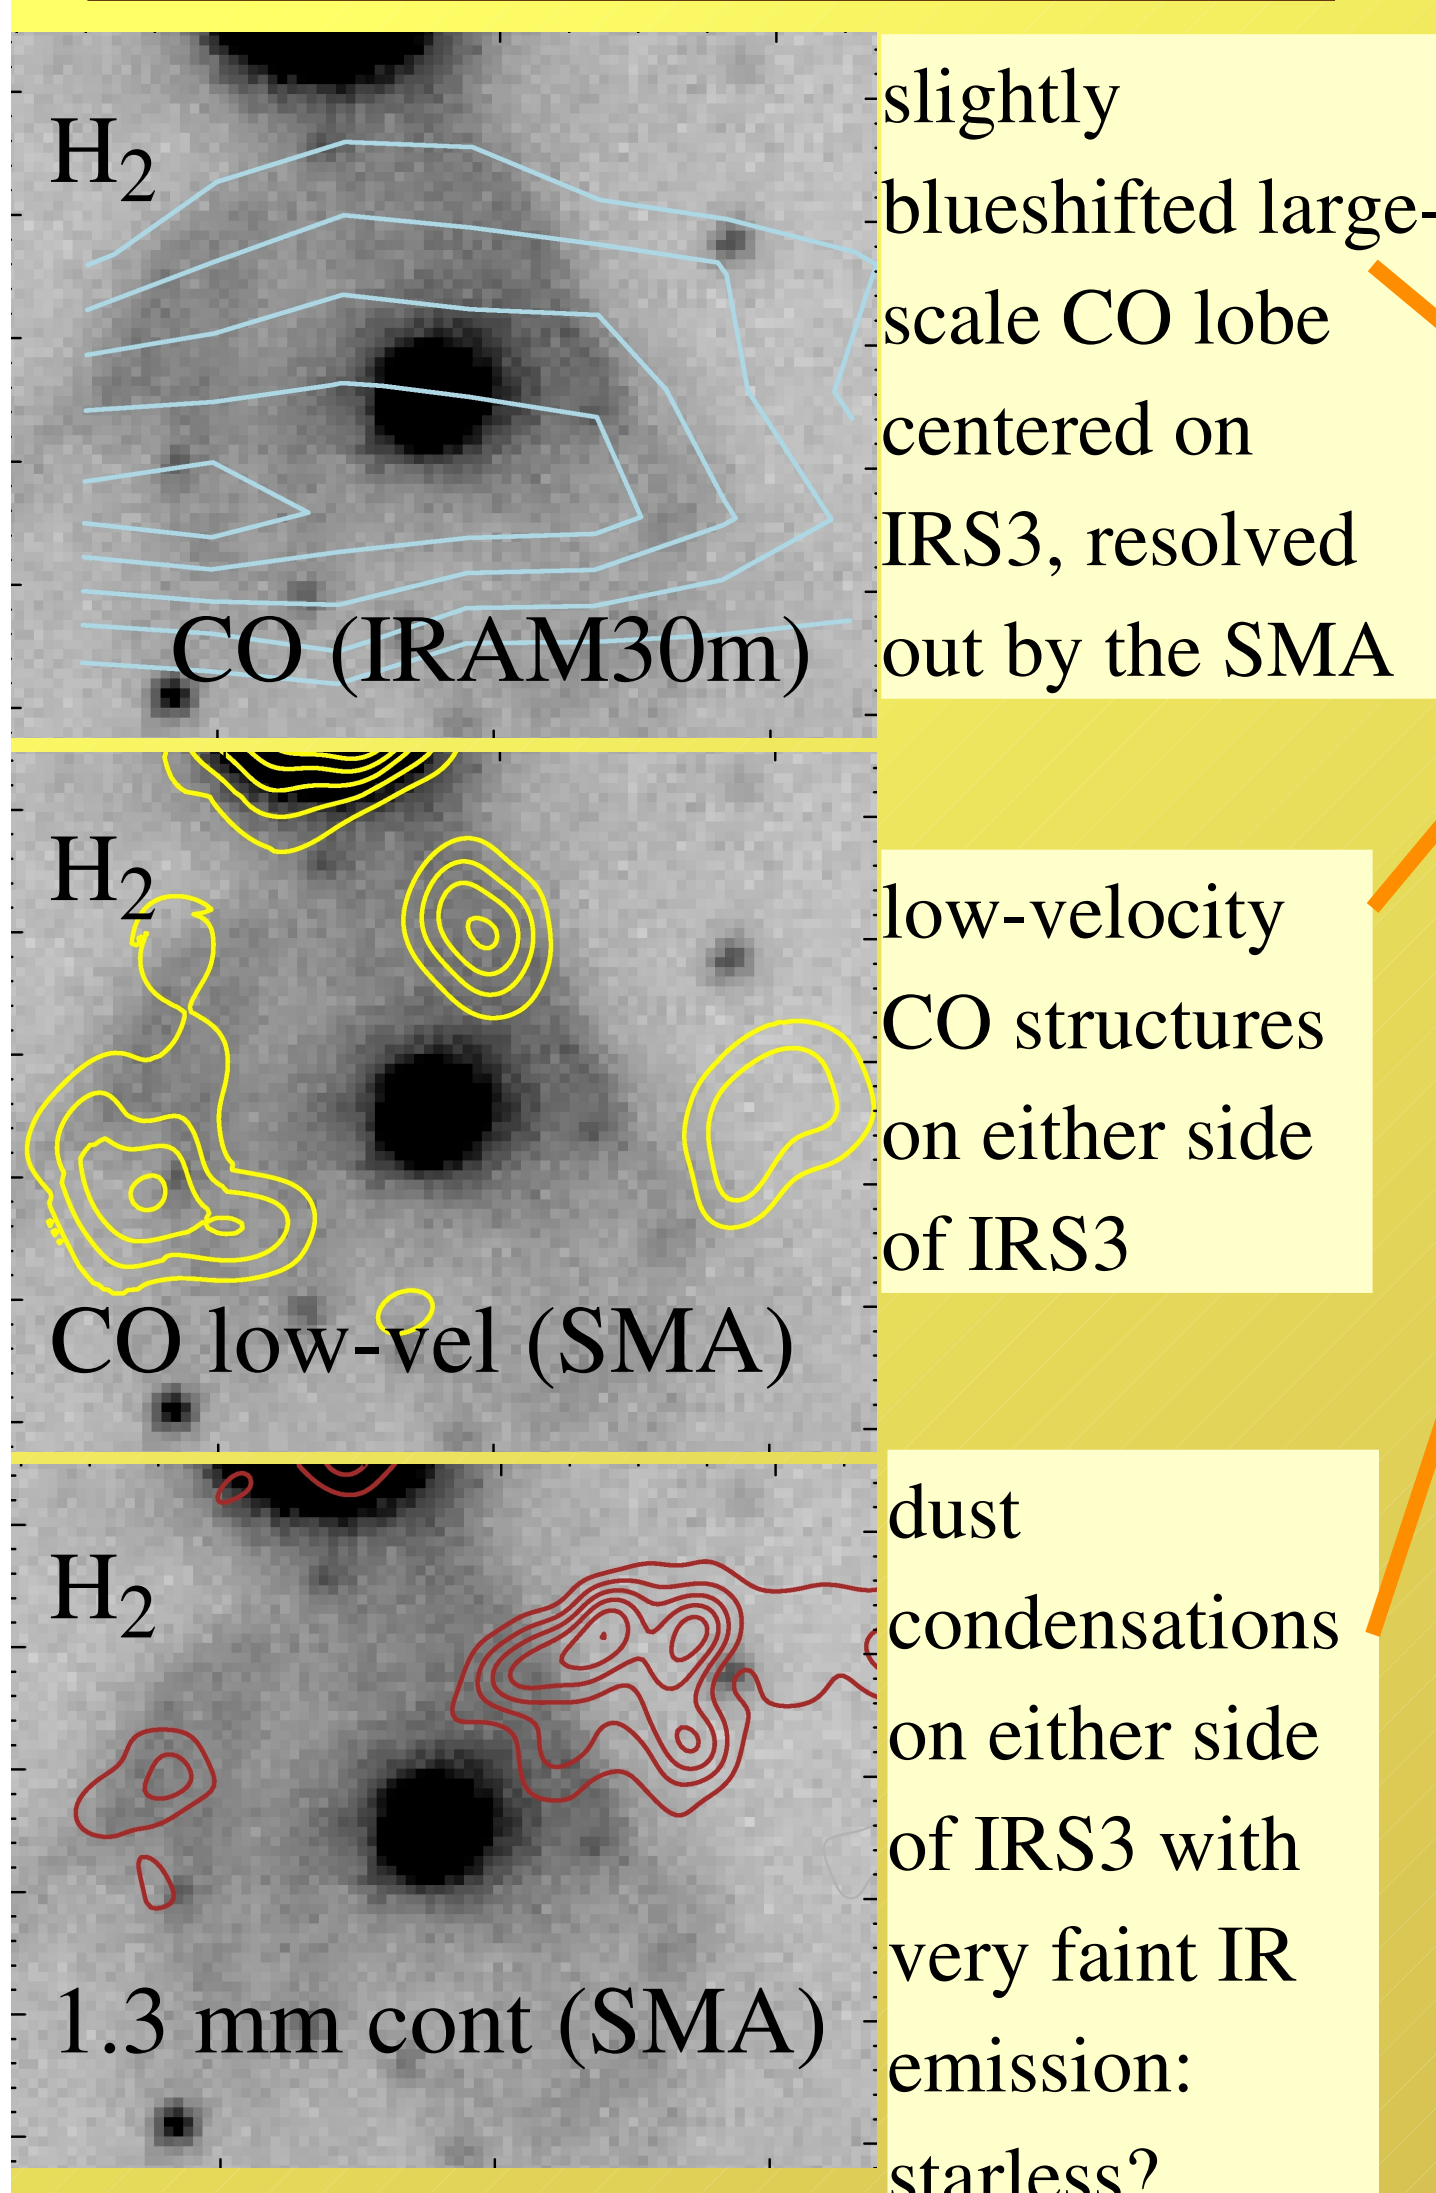 H2
CO (IRAM30m)
slightly
blueshifted large-
scale CO lobe
centered on
IRS3, resolved
out by the SMA
H2
CO low-vel (SMA)
low-velocity
CO structures
on either side
of IRS3
H2
1.3 mm cont (SMA)
dust
condensations
on either side
of IRS3 with
very faint IR
emission:
starless?